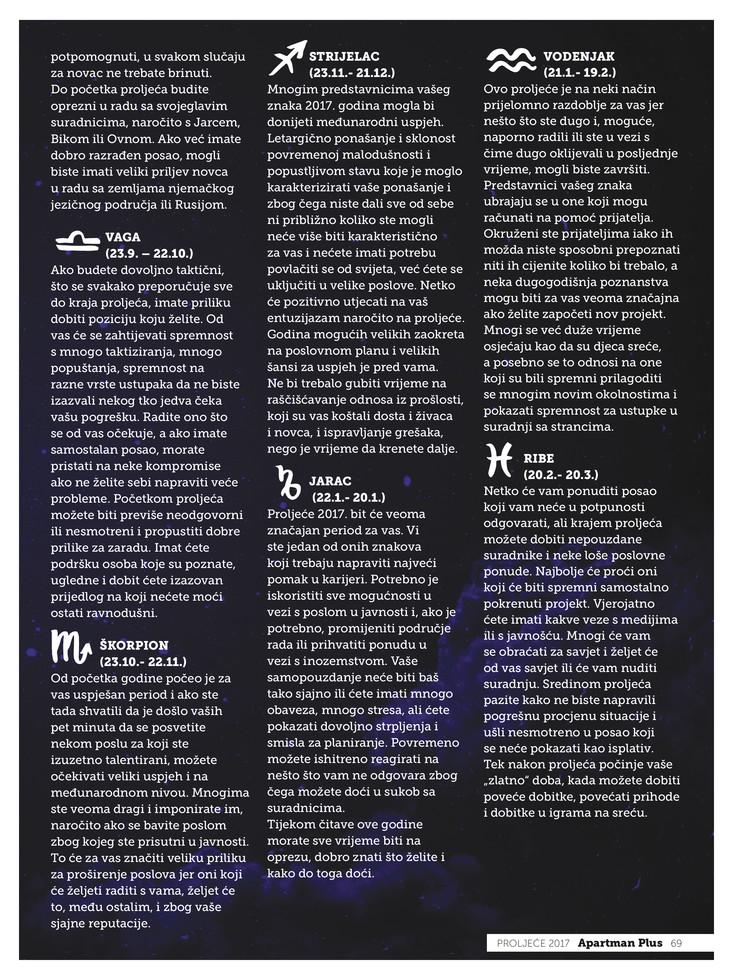 potpomognuti, u svakom slučaju
za novac ne trebate brinuti.
Do početka proljeća budite
oprezni u radu sa svojeglavim
suradnicima, naročito s Jarcem,
Bikom ili Ovnom. Ako već imate
dobro razrađen posao, mogli
biste imati veliki priljev novca
u radu sa zemljama njemačkog
jezičnog područja ili Rusijom.
VAGA
(23.9. – 22.10.)
Ako budete dovoljno taktični,
što se svakako preporučuje sve
do kraja proljeća, imate priliku
dobiti poziciju koju želite. Od
vas će se zahtijevati spremnost
s mnogo taktiziranja, mnogo
popuštanja, spremnost na
razne vrste ustupaka da ne biste
izazvali nekog tko jedva čeka
vašu pogrešku. Radite ono što
se od vas očekuje, a ako imate
samostalan posao, morate
pristati na neke kompromise
ako ne želite sebi napraviti veće
probleme. Početkom proljeća
možete biti previše neodgovorni
ili nesmotreni i propustiti dobre
prilike za zaradu. Imat ćete
podršku osoba koje su poznate,
ugledne i dobit ćete izazovan
prijedlog na koji nećete moći
ostati ravnodušni.
ŠKORPION
(23.10.- 22.11.)
Od početka godine počeo je za
vas uspješan period i ako ste
tada shvatili da je došlo vaših
pet minuta da se posvetite
nekom poslu za koji ste
izuzetno talentirani, možete
očekivati veliki uspjeh i na
međunarodnom nivou. Mnogima
ste veoma dragi i imponirate im,
naročito ako se bavite poslom
zbog kojeg ste prisutni u javnosti.
To će za vas značiti veliku priliku
za proširenje poslova jer oni koji
će željeti raditi s vama, željet će
to, među ostalim, i zbog vaše
sjajne reputacije.
STRIJELAC
(23.11.- 21.12.)
Mnogim predstavnicima vašeg
znaka 2017. godina mogla bi
donijeti međunarodni uspjeh.
Letargično ponašanje i sklonost
povremenoj malodušnosti i
popustljivom stavu koje je moglo
karakterizirati vaše ponašanje i
zbog čega niste dali sve od sebe
ni približno koliko ste mogli
neće više biti karakteristično
za vas i nećete imati potrebu
povlačiti se od svijeta, već ćete se
uključiti u velike poslove. Netko
će pozitivno utjecati na vaš
entuzijazam naročito na proljeće.
Godina mogućih velikih zaokreta
na poslovnom planu i velikih
šansi za uspjeh je pred vama.
Ne bi trebalo gubiti vrijeme na
raščišćavanje odnosa iz prošlosti,
koji su vas koštali dosta i živaca
i novca, i ispravljanje grešaka,
nego je vrijeme da krenete dalje.
JARAC
(22.1.- 20.1.)
Proljeće 2017. bit će veoma
značajan period za vas. Vi
ste jedan od onih znakova
koji trebaju napraviti najveći
pomak u karijeri. Potrebno je
iskoristiti sve mogućnosti u
vezi s poslom u javnosti i, ako je
potrebno, promijeniti područje
rada ili prihvatiti ponudu u
vezi s inozemstvom. Vaše
samopouzdanje neće biti baš
tako sjajno ili ćete imati mnogo
obaveza, mnogo stresa, ali ćete
pokazati dovoljno strpljenja i
smisla za planiranje. Povremeno
možete ishitreno reagirati na
nešto što vam ne odgovara zbog
čega možete doći u sukob sa
suradnicima.
Tijekom čitave ove godine
morate sve vrijeme biti na
oprezu, dobro znati što želite i
kako do toga doći.
VODENJAK
(21.1.- 19.2.)
Ovo proljeće je na neki način
prijelomno razdoblje za vas jer
nešto što ste dugo i, moguće,
naporno radili ili ste u vezi s
čime dugo oklijevali u posljednje
vrijeme, mogli biste završiti.
Predstavnici vašeg znaka
ubrajaju se u one koji mogu
računati na pomoć prijatelja.
Okruženi ste prijateljima iako ih
možda niste sposobni prepoznati
niti ih cijenite koliko bi trebalo, a
neka dugogodišnja poznanstva
mogu biti za vas veoma značajna
ako želite započeti nov projekt.
Mnogi se već duže vrijeme
osjećaju kao da su djeca sreće,
a posebno se to odnosi na one
koji su bili spremni prilagoditi
se mnogim novim okolnostima i
pokazati spremnost za ustupke u
suradnji sa strancima.
RIBE
(20.2.- 20.3.)
Netko će vam ponuditi posao
koji vam neće u potpunosti
odgovarati, ali krajem proljeća
možete dobiti nepouzdane
suradnike i neke loše poslovne
ponude. Najbolje će proći oni
koji će biti spremni samostalno
pokrenuti projekt. Vjerojatno
ćete imati kakve veze s medijima
ili s javnošću. Mnogi će vam
se obraćati za savjet i željet će
od vas savjet ili će vam nuditi
suradnju. Sredinom proljeća
pazite kako ne biste napravili
pogrešnu procjenu situacije i
ušli nesmotreno u posao koji
se neće pokazati kao isplativ.
Tek nakon proljeća počinje vaše
„zlatno“ doba, kada možete dobiti
poveće dobitke, povećati prihode
i dobitke u igrama na sreću.
PROLJEĆE 2017 Apartman Plus 69